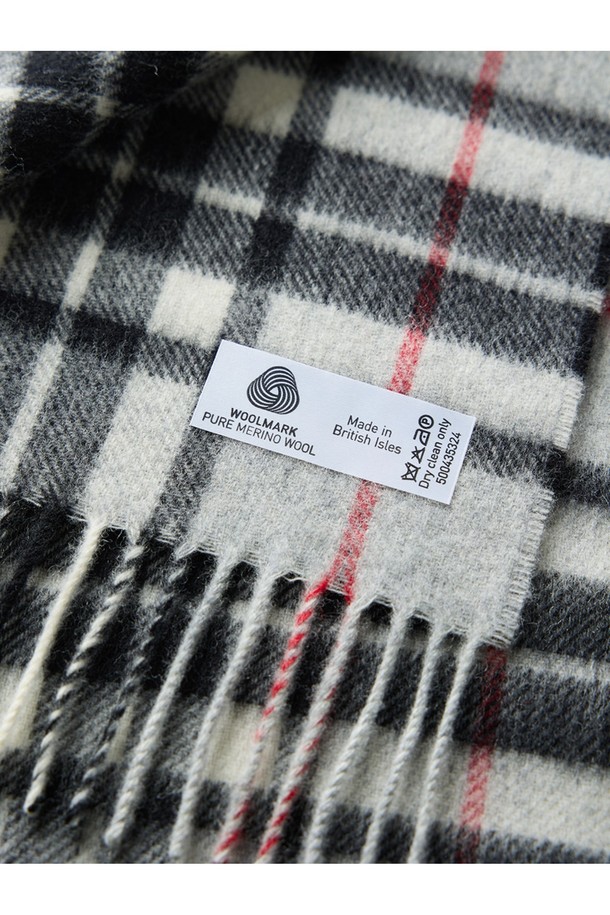 WOOLMARK
PURE MERINO WOOL
Made in
British Isles
Dry clean only
500435324